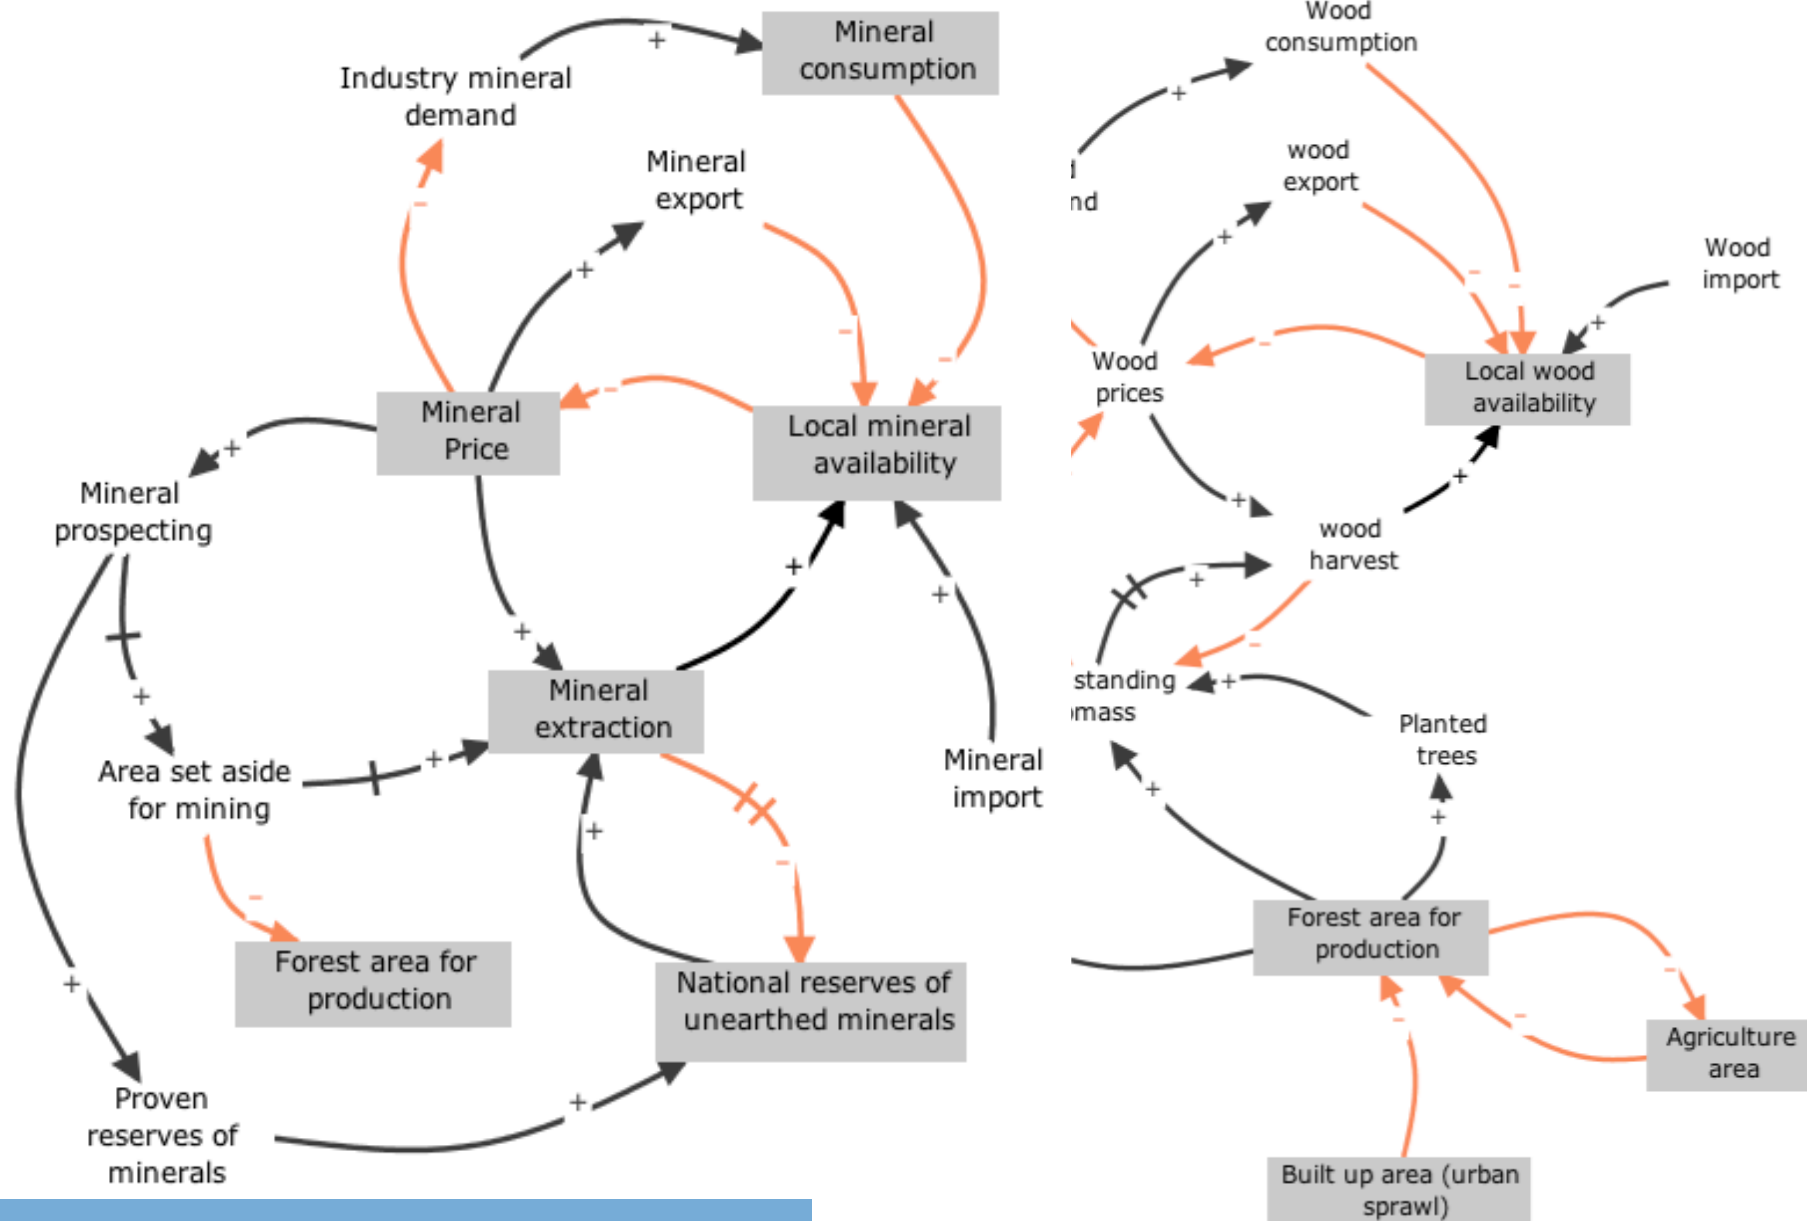 Mineral
consumption
Industry mineral
demand
Mineral
export
Mineral
Price
Local mineral
availability
Mineral
prospecting
Mineral
extraction
Area set aside
for mining
Mineral
import
Forest area for
production
National reserves of
unearthed minerals
Proven
reserves of
minerals
+
+
+
+
+
+
+
+
+
+
+
-
-
-
-
-
-
Wood
consumption
wood
export
Wood
import
Wood
prices
Local wood
availability
wood
harvest
standing
Planted
trees
Forest area for
production
Agriculture
area
Built up area (urban
sprawl)
+
+
+
+
+
+
+
+
+
-
-
-
-
-
-
-